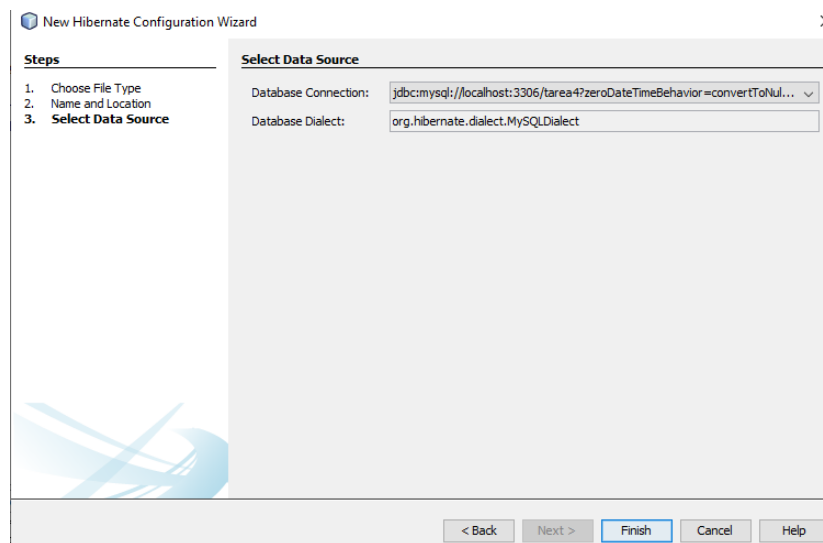 New Hibernate Configuration Wizard
Steps
1. Choose File Type
2. Name and Location
3. Select Data Source
Select Data Source
Database Connection: jdbc:mysql://localhost:3306/tarea4?zeroDateTimeBehavior=convertToNul...
Database Dialect: org.hibernate.dialect.MySQLDialect
< Back Next > Finish Cancel Help